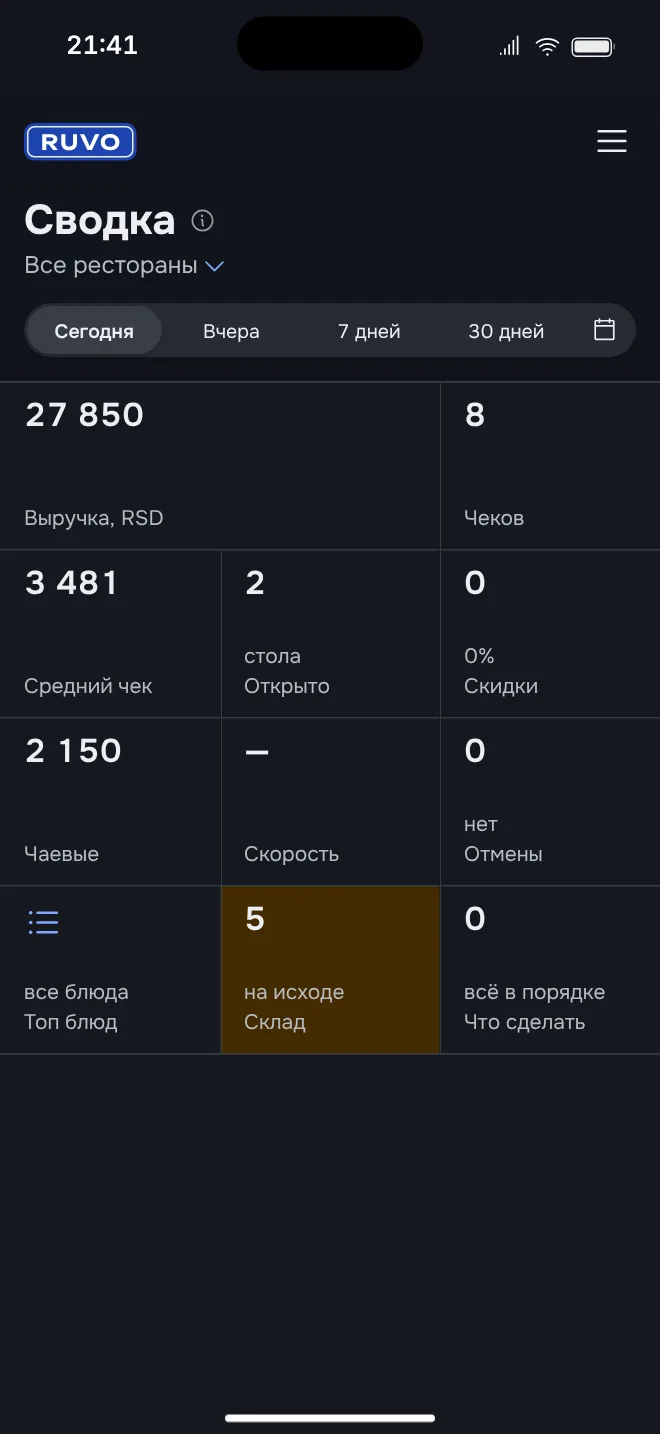 21:41
RUVO
Сводка
Все рестораны
Сегодня Вчера 7 дней 30 дней
27 850 8
Выручка, RSD Чеков
3 481 2 0
стола 0%
Средний чек Открыто Скидки
2 150 — 0
нет
Чаевые Скорость Отмены
5 0
все блюда на исходе всё в порядке
Топ блюд Склад Что сделать